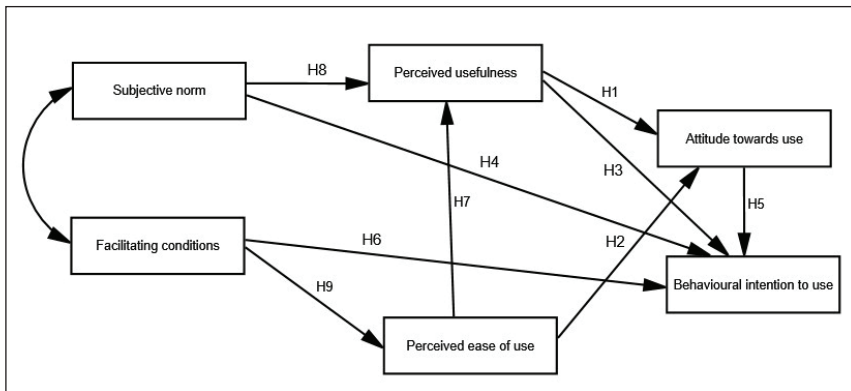 H8
Perceived usefulness
Subjective norm
H1
Attitude towards use
H4
H3
H7
H5
H6
H2
Facilitating conditions
Behavioural intention to use
H9
Perceived ease of use